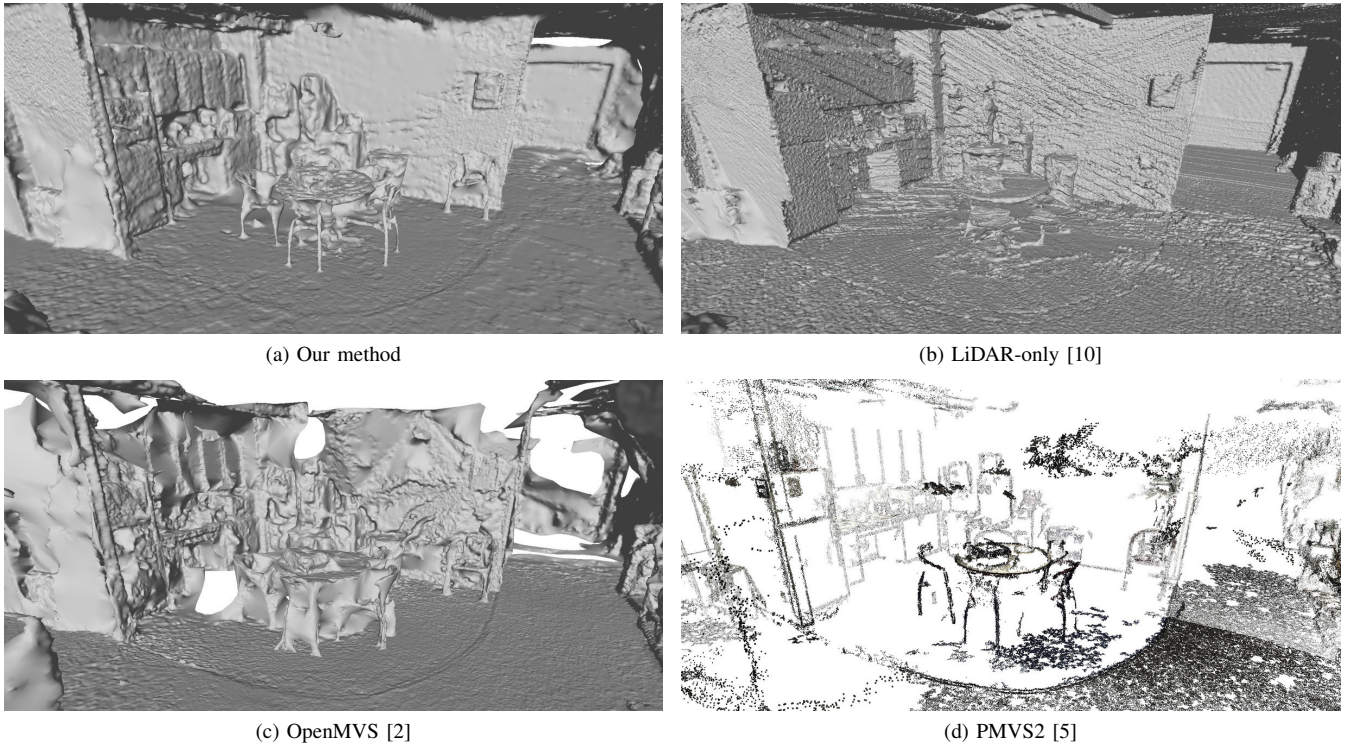 (a) Our method
(b) LiDAR-only [10]
(c) OpenMVS [2]
(d) PMVS2 [5]